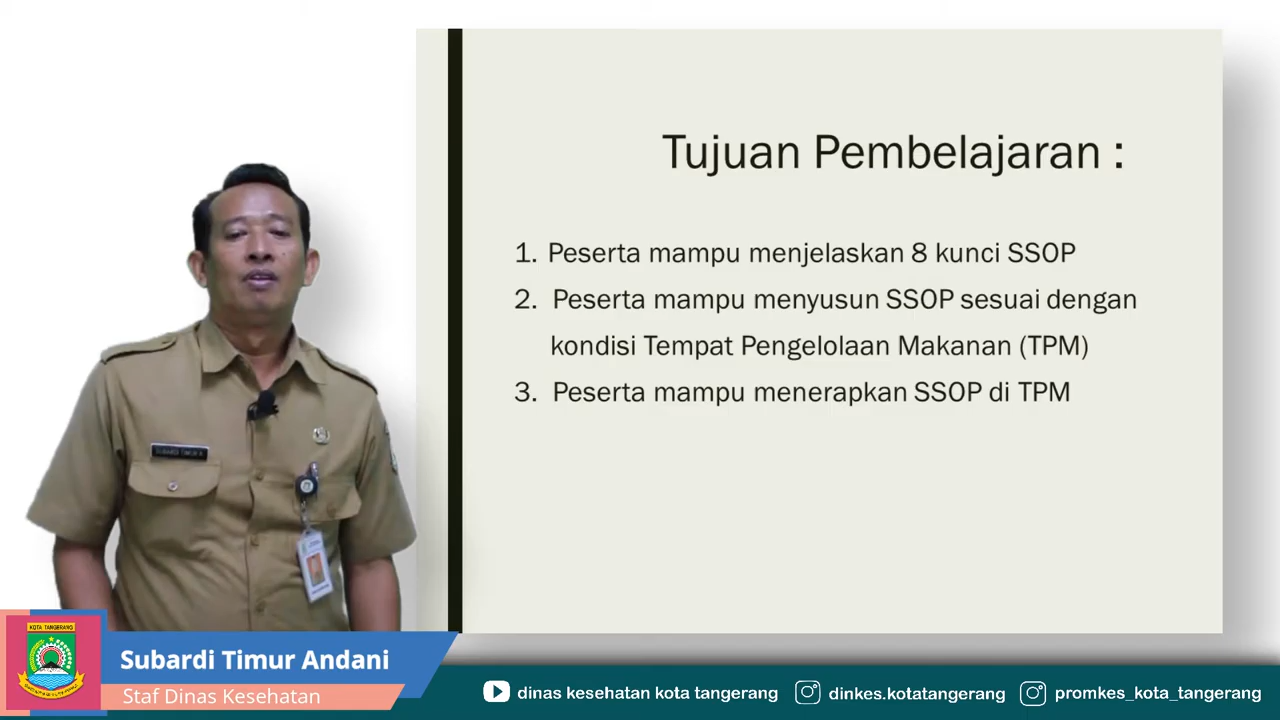 Tujuan Pembelajaran :
1. Peserta mampu menjelaskan 8 kunci SSOP
2. Peserta mampu menyusun SSOP sesuai dengan
kondisi Tempat Pengelolaan Makanan (TPM)
3. Peserta mampu menerapkan SSOP di TPM
SUBARDI TIMUR A
KOTA TANGERANG
Subardi Timur Andani
Staf Dinas Kesehatan
dinas kesehatan kota tangerang
dinkes.kotatangerang
promkes_kota_tangerang